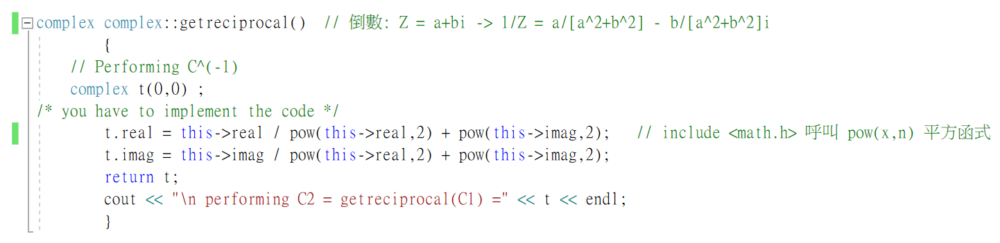 complex complex::getreciprocal()  // 倒數: Z = a+bi -> 1/Z = a/[a^2+b^2] - b/[a^2+b^2]i
{
// Performing C^(-1)
complex t(0,0) ;
/* you have to implement the code */
t.real = this->real / pow(this->real,2) + pow(this->imag,2);   // include <math.h> 呼叫 pow(x,n) 平方函式
t.imag = this->imag / pow(this->real,2) + pow(this->imag,2);
return t;
cout << "\n performing C2 = getreciprocal(C1) =" << t << endl;
}